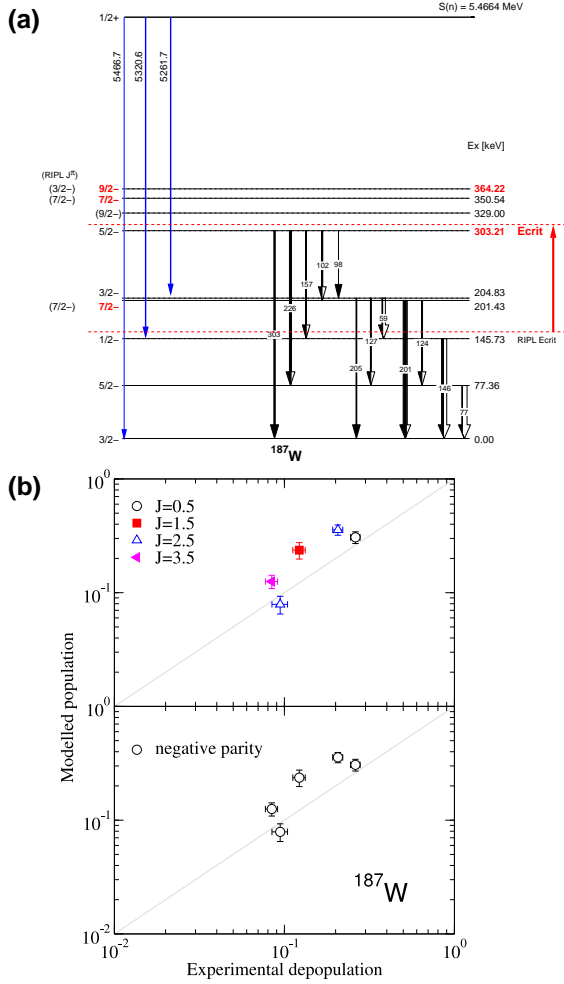 (a)
1/2+
S(n) = 5.4664 MeV
5466.7
5320.6
5261.7
Ex [keV]
(RIPL Jπ)
(3/2−) 9/2− 364.22
(7/2−) 7/2− 350.54
(9/2−) 329.00
5/2− 303.21 Ecrit
102 98
157
226
3/2− 204.83
(7/2−) 7/2− 201.43
59
303 127 124
1/2− 145.73 RIPL Ecrit
205 201
146
5/2− 77.36
77
3/2− 0.00
187W
(b)
10^0
J=0.5
J=1.5
J=2.5
J=3.5
10^-1
10^0
10^0
negative parity
10^-1
187W
10^-2
10^-2 10^-1 10^0
Modelled population
Experimental depopulation